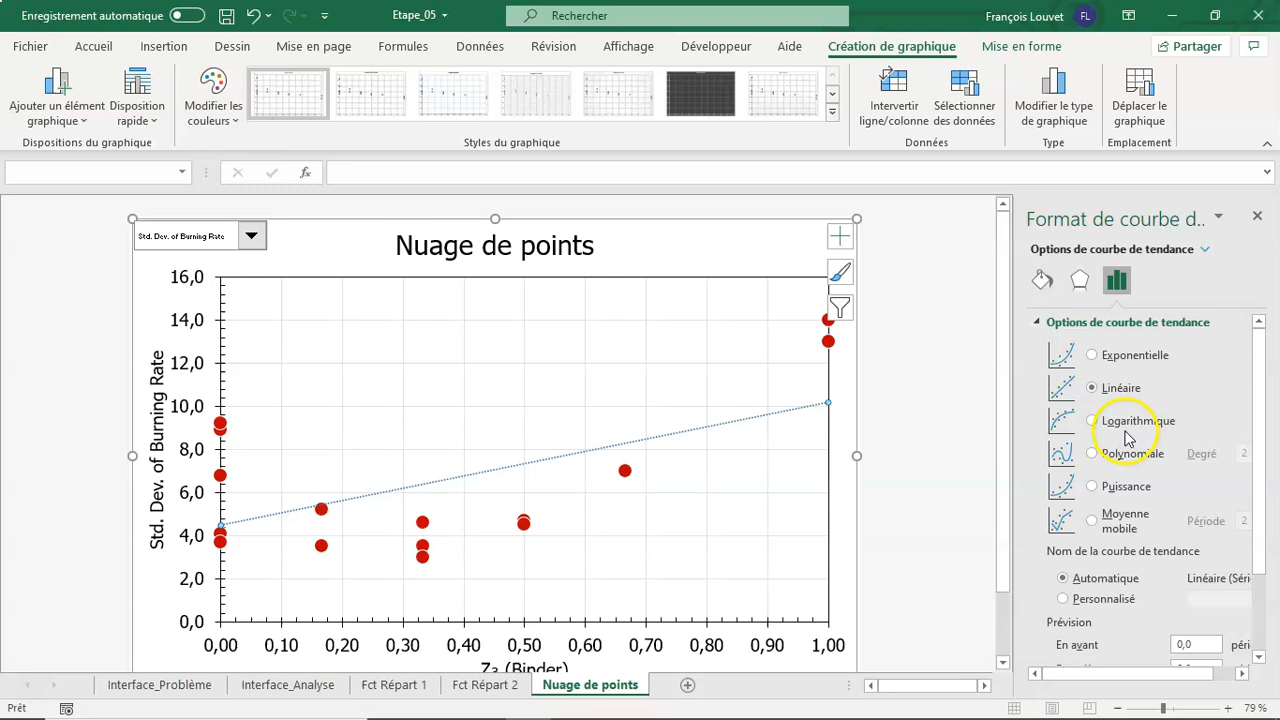 Enregistrement automatique
Etape_05
Rechercher
François Louvet
FL
Fichier
Accueil
Insertion
Dessin
Mise en page
Formules
Données
Révision
Affichage
Développeur
Aide
Création de graphique
Mise en forme
Partager
Ajouter un élément graphique
Disposition rapide
Modifier les couleurs
Intervertir ligne/colonne
Sélectionner des données
Modifier le type de graphique
Déplacer le graphique
Dispositions du graphique
Styles du graphique
Données
Type
Emplacement
fx
Std. Dev. of Burning Rate
Nuage de points
16,0
14,0
12,0
10,0
8,0
6,0
4,0
2,0
0,0
Std. Dev. of Burning Rate
0,00 0,10 0,20 0,30 0,40 0,50 0,60 0,70 0,80 0,90 1,00
Z3 (Binder)
Format de courbe d...
Options de courbe de tendance
Options de courbe de tendance
Exponentielle
Linéaire
Logarithmique
Polynomiale Degré 2
Puissance
Moyenne mobile Période 2
Nom de la courbe de tendance
Automatique Linéaire (Séri
Personnalisé
Prévision
En avant 0,0 péri
Interface_Problème
Interface_Analyse
Fct Répart 1
Fct Répart 2
Nuage de points
Prêt
79 %